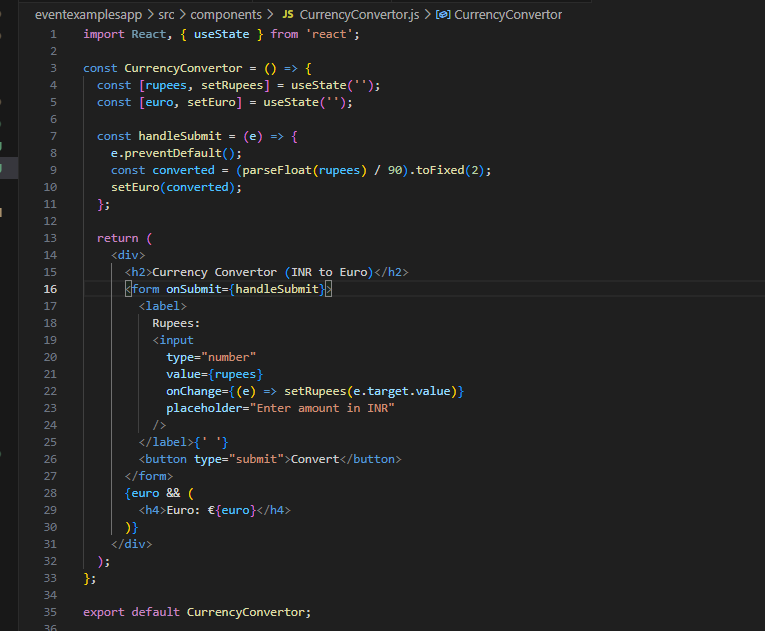 eventexamplesapp > src > components > JS CurrencyConvertor.js > CurrencyConvertor
1 import React, { useState } from 'react';
2
3 const CurrencyConvertor = () => {
4   const [rupees, setRupees] = useState('');
5   const [euro, setEuro] = useState('');
6
7   const handleSubmit = (e) => {
8     e.preventDefault();
9     const converted = (parseFloat(rupees) / 90).toFixed(2);
10     setEuro(converted);
11   };
12
13   return (
14     <div>
15       <h2>Currency Convertor (INR to Euro)</h2>
16       <form onSubmit={handleSubmit}>
17         <label>
18           Rupees:
19           <input
20             type="number"
21             value={rupees}
22             onChange={(e) => setRupees(e.target.value)}
23             placeholder="Enter amount in INR"
24           />
25         </label>{' '}
26         <button type="submit">Convert</button>
27       </form>
28       {euro && (
29         <h4>Euro: €{euro}</h4>
30       )}
31     </div>
32   );
33 };
34
35 export default CurrencyConvertor;
36